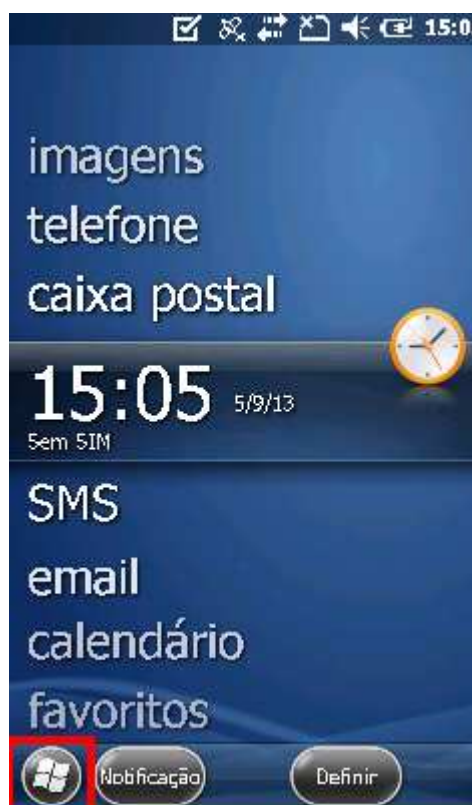 15:0
imagens
telefone
caixa postal
15:05 5/9/13
Sem SIM
SMS
email
calendário
favoritos
Notificação Definir